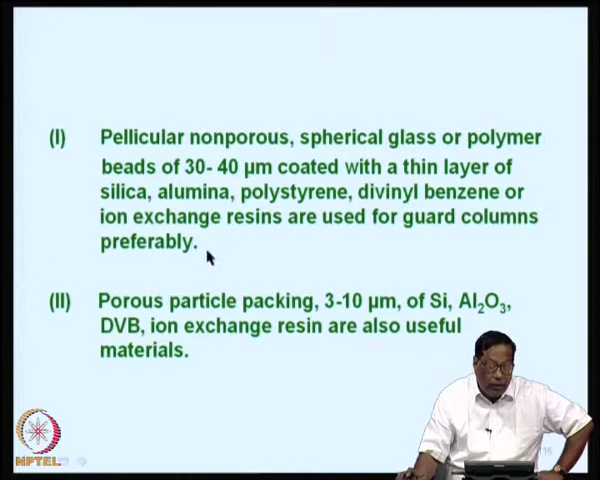 (I) Pellicular nonporous, spherical glass or polymer
beads of 30- 40 µm coated with a thin layer of
silica, alumina, polystyrene, divinyl benzene or
ion exchange resins are used for guard columns
preferably.
(II) Porous particle packing, 3-10 µm, of Si, Al₂O₃,
DVB, ion exchange resin are also useful
materials.
NPTEL